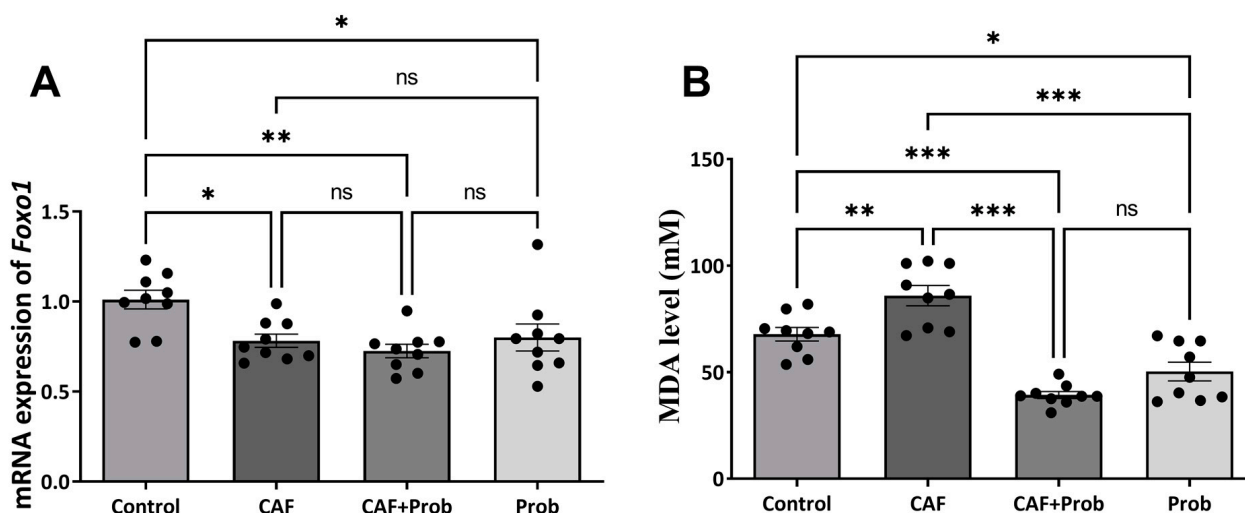 A
*
ns
**
*
ns
ns
mRNA expression of Foxo1
1.5
1.0
0.5
0.0
Control CAF CAF+Prob Prob
B
*
***
***
**
***
ns
MDA level (mM)
150
100
50
0
Control CAF CAF+Prob Prob